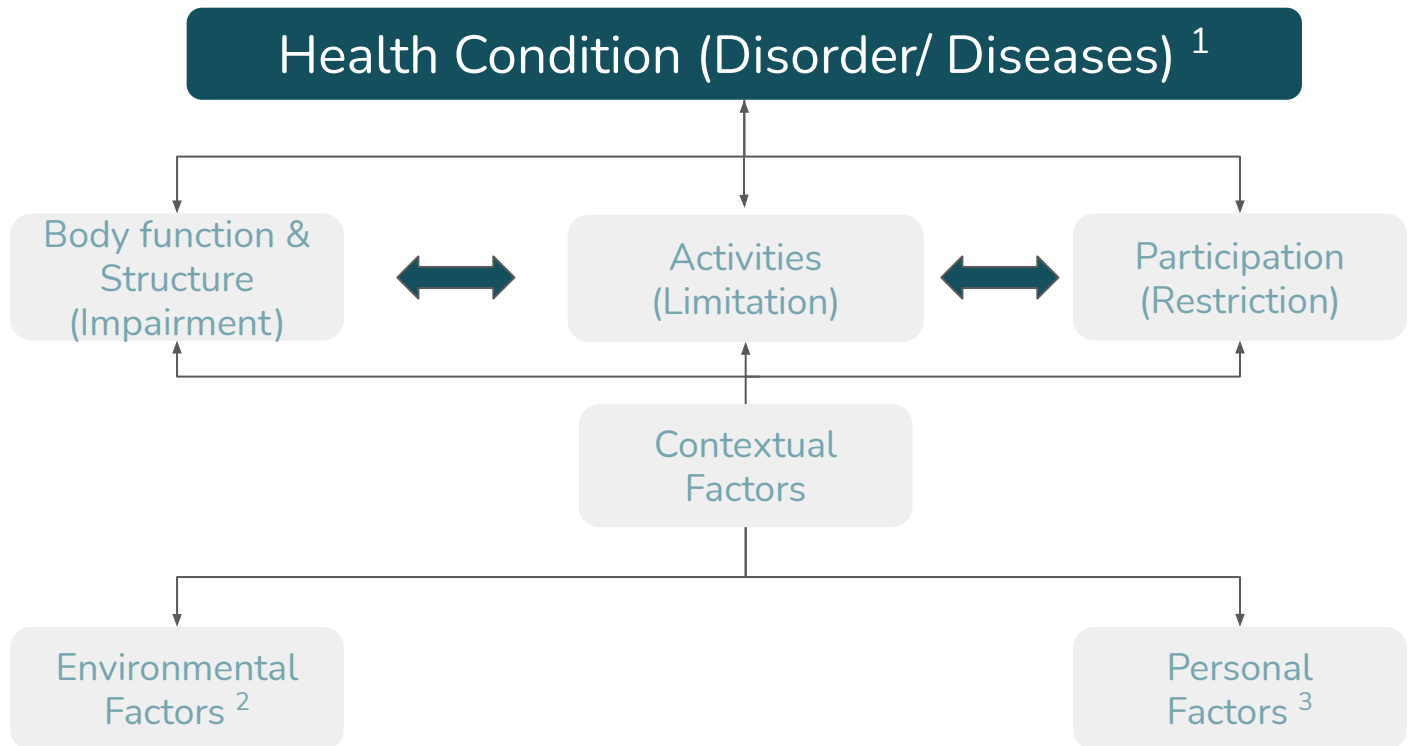 Health Condition (Disorder/ Diseases) 1
Body function &
Structure
(Impairment)
Activities
(Limitation)
Participation
(Restriction)
Contextual
Factors
Environmental
Factors 2
Personal
Factors 3